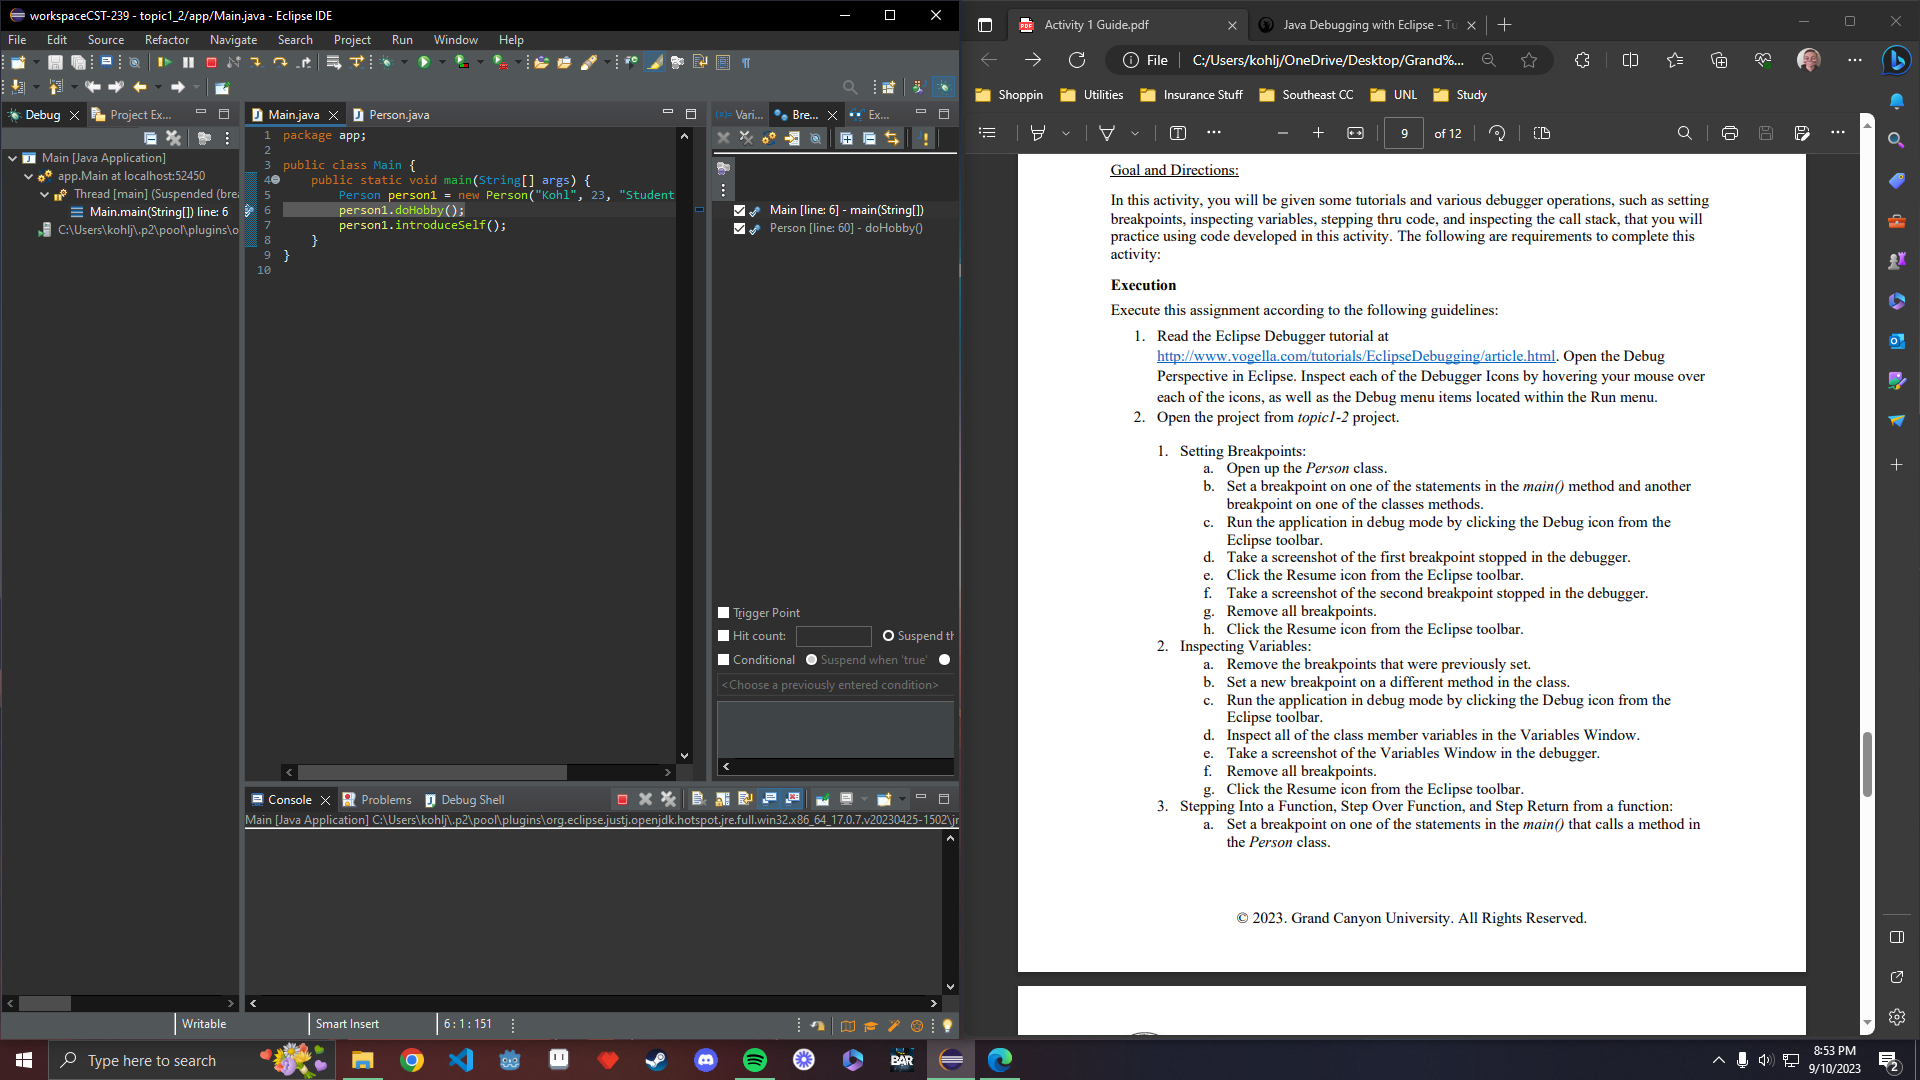 workspaceCST-239 - topic1_2/app/Main.java - Eclipse IDE
File Edit Source Refactor Navigate Search Project Run Window Help
Debug
Project Ex...
Main [Java Application]
app.Main at localhost:52450
Thread [main] (Suspended (brea
Main.main(String[]) line: 6
C:\Users\kohlj\.p2\pool\plugins\o
Main.java
Person.java
1 package app;
2
3 public class Main {
4 public static void main(String[] args) {
5 Person person1 = new Person("Kohl", 23, "Student
6 person1.doHobby();
7 person1.introduceSelf();
8 }
9 }
10
Vari...
Bre...
Ex...
Main [line: 6] - main(String[])
Person [line: 60] - doHobby()
Trigger Point
Hit count:
Suspend th
Conditional
Suspend when 'true'
<Choose a previously entered condition>
Console
Problems
Debug Shell
Main [Java Application] C:\Users\kohlj\.p2\pool\plugins\org.eclipse.justj.openjdk.hotspot.jre.full.win32.x86_64_17.0.7.v20230425-1502\jr
Writable
Smart Insert
6 : 1 : 151
Activity 1 Guide.pdf
Java Debugging with Eclipse - Tu
File
C:/Users/kohlj/OneDrive/Desktop/Grand%...
Shoppin
Utilities
Insurance Stuff
Southeast CC
UNL
Study
9 of 12
Goal and Directions:
In this activity, you will be given some tutorials and various debugger operations, such as setting
breakpoints, inspecting variables, stepping thru code, and inspecting the call stack, that you will
practice using code developed in this activity. The following are requirements to complete this
activity:
Execution
Execute this assignment according to the following guidelines:
1. Read the Eclipse Debugger tutorial at
http://www.vogella.com/tutorials/EclipseDebugging/article.html. Open the Debug
Perspective in Eclipse. Inspect each of the Debugger Icons by hovering your mouse over
each of the icons, as well as the Debug menu items located within the Run menu.
2. Open the project from topic1-2 project.
1. Setting Breakpoints:
a. Open up the Person class.
b. Set a breakpoint on one of the statements in the main() method and another
breakpoint on one of the classes methods.
c. Run the application in debug mode by clicking the Debug icon from the
Eclipse toolbar.
d. Take a screenshot of the first breakpoint stopped in the debugger.
e. Click the Resume icon from the Eclipse toolbar.
f. Take a screenshot of the second breakpoint stopped in the debugger.
g. Remove all breakpoints.
h. Click the Resume icon from the Eclipse toolbar.
2. Inspecting Variables:
a. Remove the breakpoints that were previously set.
b. Set a new breakpoint on a different method in the class.
c. Run the application in debug mode by clicking the Debug icon from the
Eclipse toolbar.
d. Inspect all of the class member variables in the Variables Window.
e. Take a screenshot of the Variables Window in the debugger.
f. Remove all breakpoints.
g. Click the Resume icon from the Eclipse toolbar.
3. Stepping Into a Function, Step Over Function, and Step Return from a function:
a. Set a breakpoint on one of the statements in the main() that calls a method in
the Person class.
© 2023. Grand Canyon University. All Rights Reserved.
Type here to search
BAR
8:53 PM
9/10/2023
2